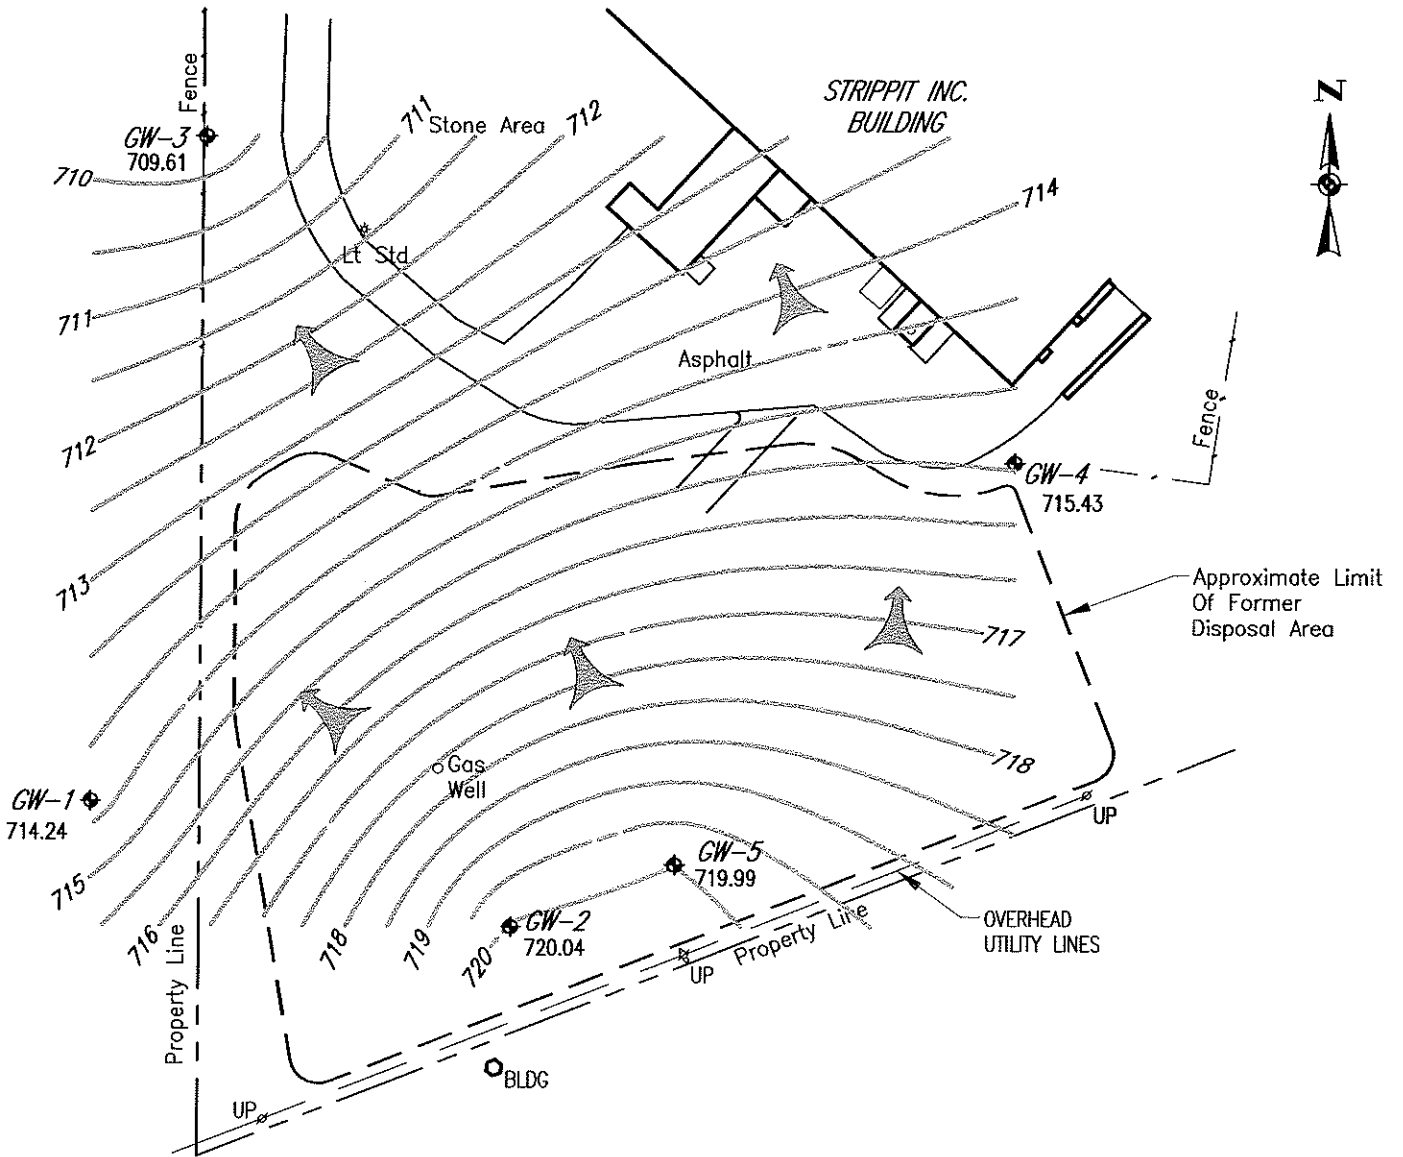 Fence
711
Stone Area
712
STRIPPIT INC.
BUILDING
N
GW-3
709.61
710
714
Lt Std
711
Asphalt
Fence
712
GW-4
715.43
713
Approximate Limit
Of Former
Disposal Area
717
718
Gas
Well
GW-1
714.24
UP
GW-5
719.99
715
716
718
719
720
GW-2
720.04
Property Line
OVERHEAD
UTILITY LINES
UP
Property Line
BLDG
UP